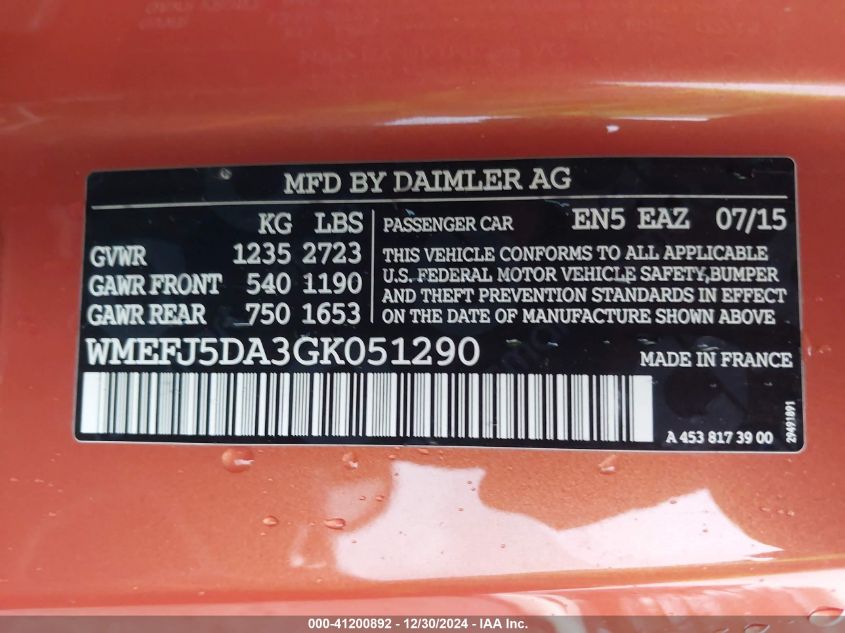 MFD BY DAIMLER AG
KG LBS
GVWR 1235 2723
GAWR FRONT 540 1190
GAWR REAR 750 1653
PASSENGER CAR EN5 EAZ 07/15
THIS VEHICLE CONFORMS TO ALL APPLICABLE
U.S. FEDERAL MOTOR VEHICLE SAFETY,BUMPER
AND THEFT PREVENTION STANDARDS IN EFFECT
ON THE DATE OF MANUFACTURE SHOWN ABOVE
WMEFJ5DA3GK051290
MADE IN FRANCE
A 453 817 39 00
29491891
000-41200892 - 12/30/2024 - IAA Inc.